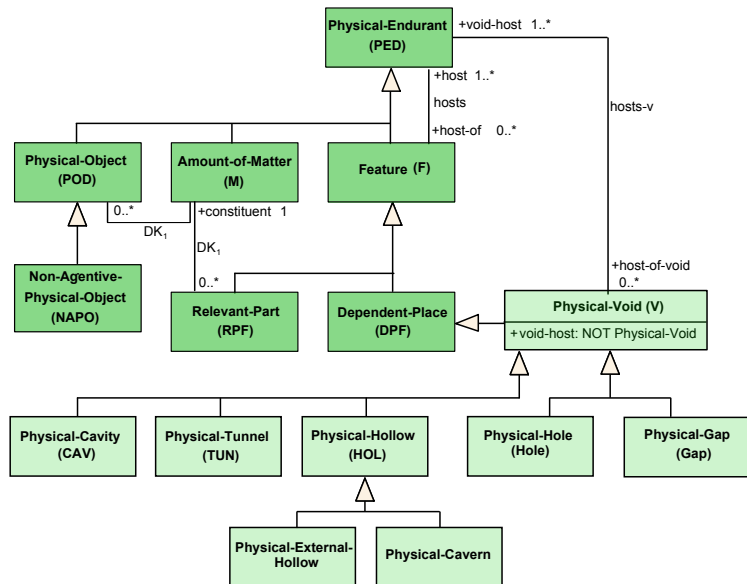 Physical-Endurant
(PED)
+void-host 1..*
+host 1..*
hosts
hosts-v
+host-of 0..*
Physical-Object
(POD)
Amount-of-Matter
(M)
Feature (F)
0..*
+constituent 1
DK1
DK1
+host-of-void
0..*
0..*
Non-Agentive-
Physical-Object
(NAPO)
Relevant-Part
(RPF)
Dependent-Place
(DPF)
Physical-Void (V)
+void-host: NOT Physical-Void
Physical-Cavity
(CAV)
Physical-Tunnel
(TUN)
Physical-Hollow
(HOL)
Physical-Hole
(Hole)
Physical-Gap
(Gap)
Physical-External-
Hollow
Physical-Cavern